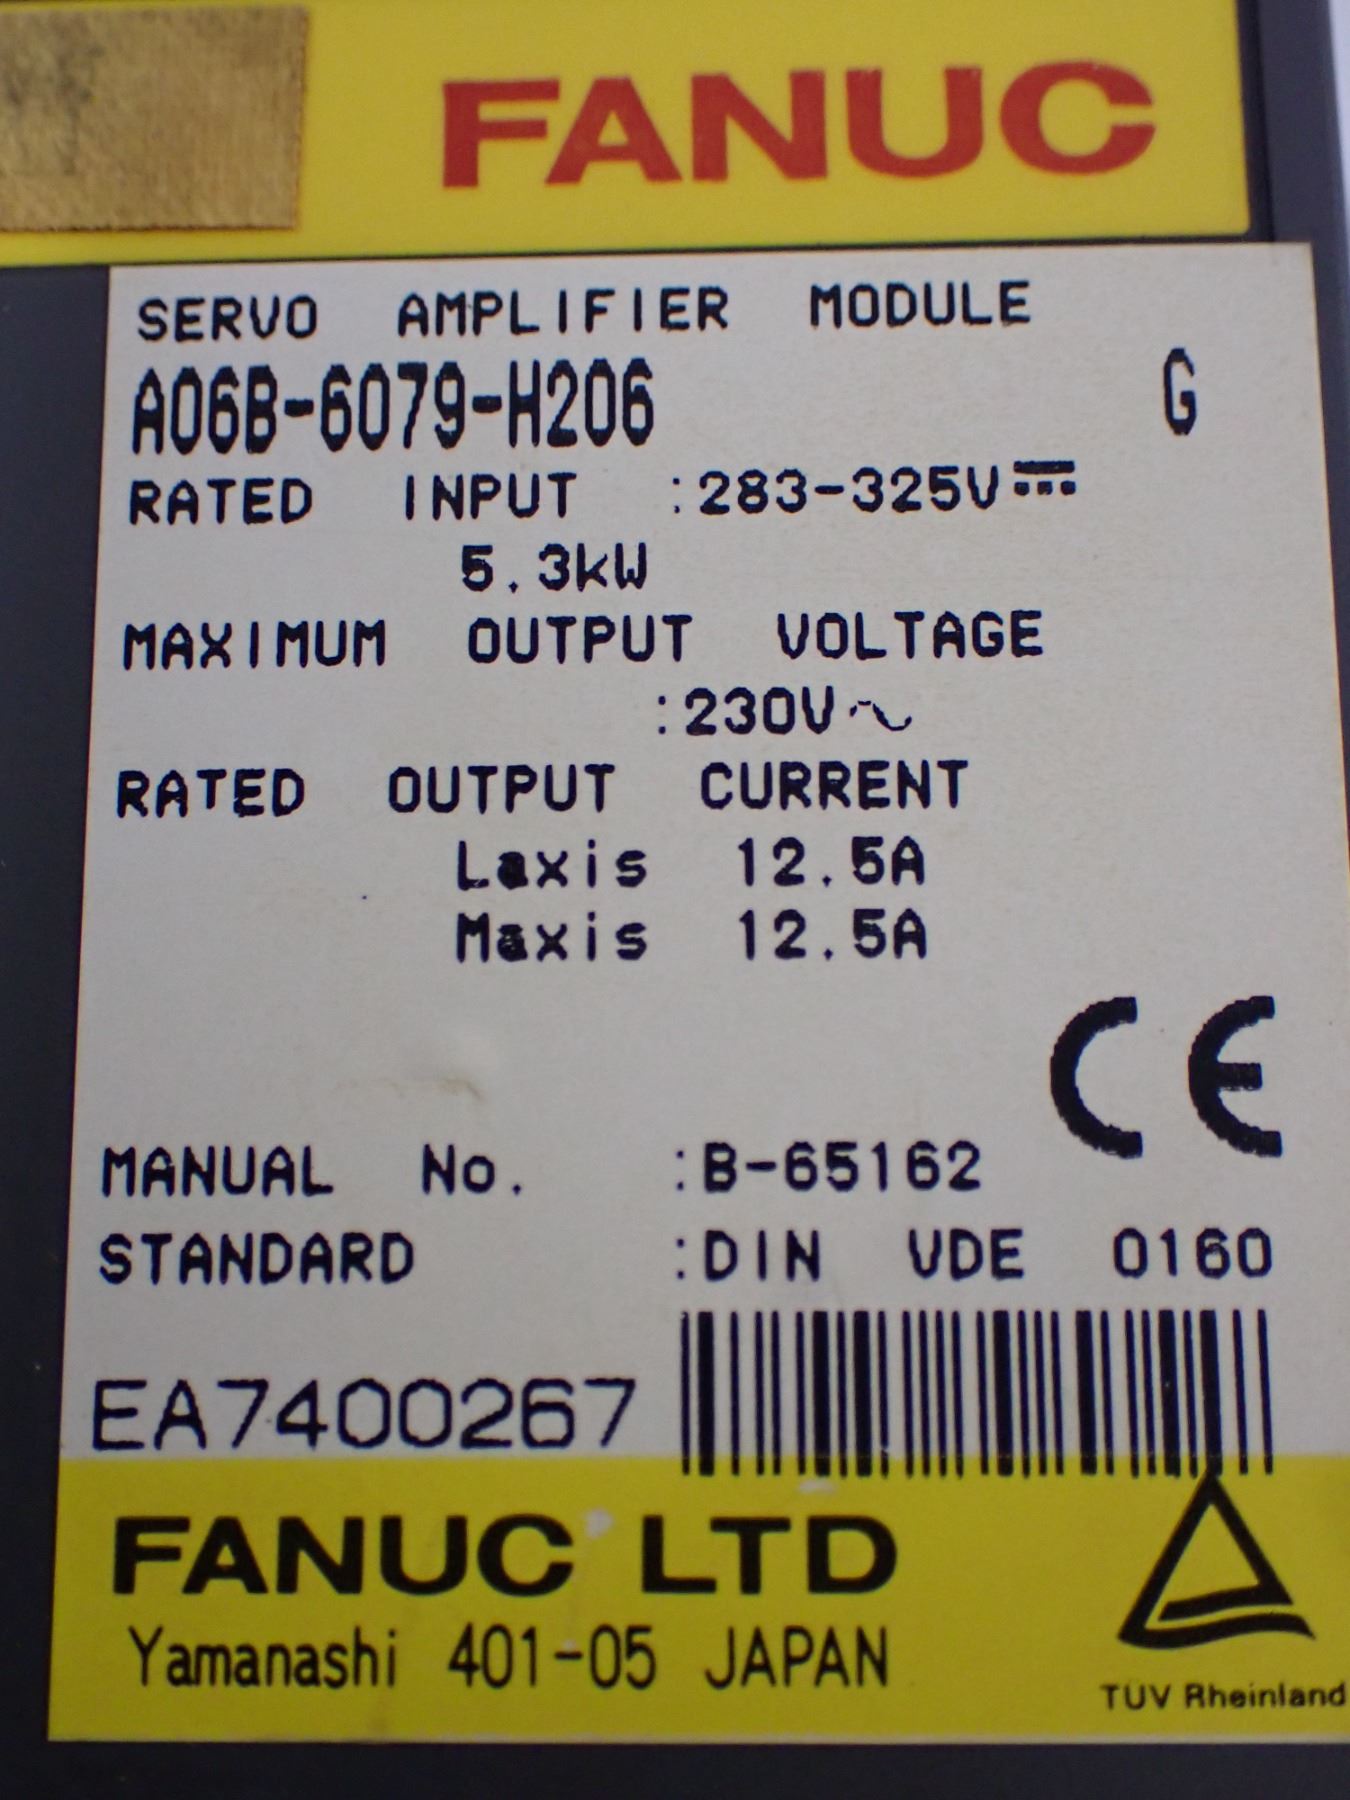 FANUC
SERVO AMPLIFIER MODULE
A06B-6079-H206 G
RATED INPUT :283-325V⎓
5.3kW
MAXIMUM OUTPUT VOLTAGE
:230V~
RATED OUTPUT CURRENT
Laxis 12.5A
Maxis 12.5A
CE
MANUAL No. :B-65162
STANDARD :DIN VDE 0160
EA7400267
FANUC LTD
Yamanashi 401-05 JAPAN
TÜV Rheinland